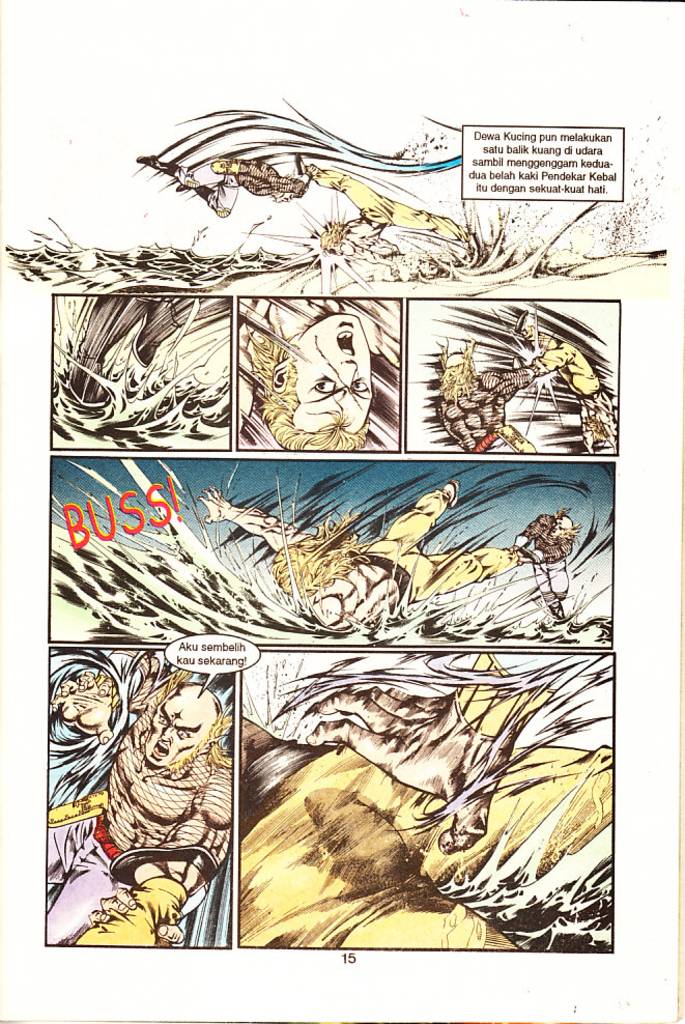 Dewa Kucing pun melakukan
satu balik kuang di udara
sambil menggenggam kedua-
dua belah kaki Pendekar Kebal
itu dengan sekuat-kuat hati.
BUSS!
Aku sembelih
kau sekarang!
15